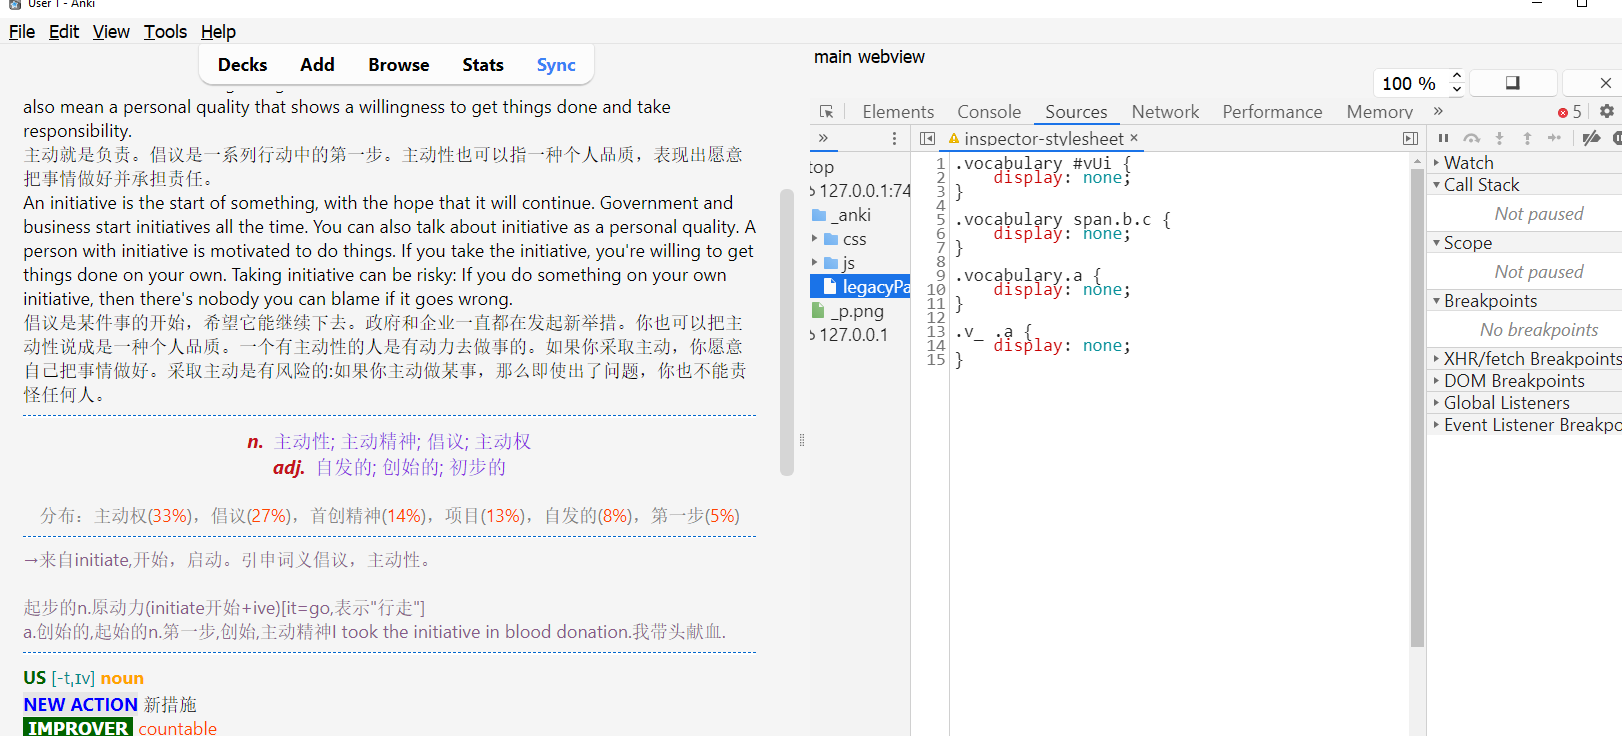 User 1 - Anki
File Edit View Tools Help
Decks Add Browse Stats Sync
also mean a personal quality that shows a willingness to get things done and take
responsibility.
主动就是负责。倡议是一系列行动中的第一步。主动性也可以指一种个人品质，表现出愿意
把事情做好并承担责任。
An initiative is the start of something, with the hope that it will continue. Government and
business start initiatives all the time. You can also talk about initiative as a personal quality. A
person with initiative is motivated to do things. If you take the initiative, you're willing to get
things done on your own. Taking initiative can be risky: If you do something on your own
initiative, then there's nobody you can blame if it goes wrong.
倡议是某件事的开始，希望它能继续下去。政府和企业一直都在发起新举措。你也可以把主
动性说成是一种个人品质。一个有主动性的人是有动力去做事的。如果你采取主动，你愿意
自己把事情做好。采取主动是有风险的:如果你主动做某事，那么即使出了问题，你也不能责
怪任何人。
n. 主动性; 主动精神; 倡议; 主动权
adj. 自发的; 创始的; 初步的
分布：主动权(33%)，倡议(27%)，首创精神(14%)，项目(13%)，自发的(8%)，第一步(5%)
→来自initiate,开始，启动。引申词义倡议，主动性。
起步的n.原动力(initiate开始+ive)[it=go,表示"行走"]
a.创始的,起始的n.第一步,创始,主动精神I took the initiative in blood donation.我带头献血.
US [-tˌɪv] noun
NEW ACTION 新措施
IMPROVER countable
main webview
100 %
Elements Console Sources Network Performance Memory » 5
»
top
127.0.0.1:74
_anki
css
js
legacyPa
_p.png
127.0.0.1
inspector-stylesheet ×
1 .vocabulary #vUi {
2 display: none;
3 }
4
5 .vocabulary span.b.c {
6 display: none;
7 }
8
9 .vocabulary.a {
10 display: none;
11 }
12
13 .v_ .a {
14 display: none;
15 }
Watch
Call Stack
Not paused
Scope
Not paused
Breakpoints
No breakpoints
XHR/fetch Breakpoints
DOM Breakpoints
Global Listeners
Event Listener Breakpo